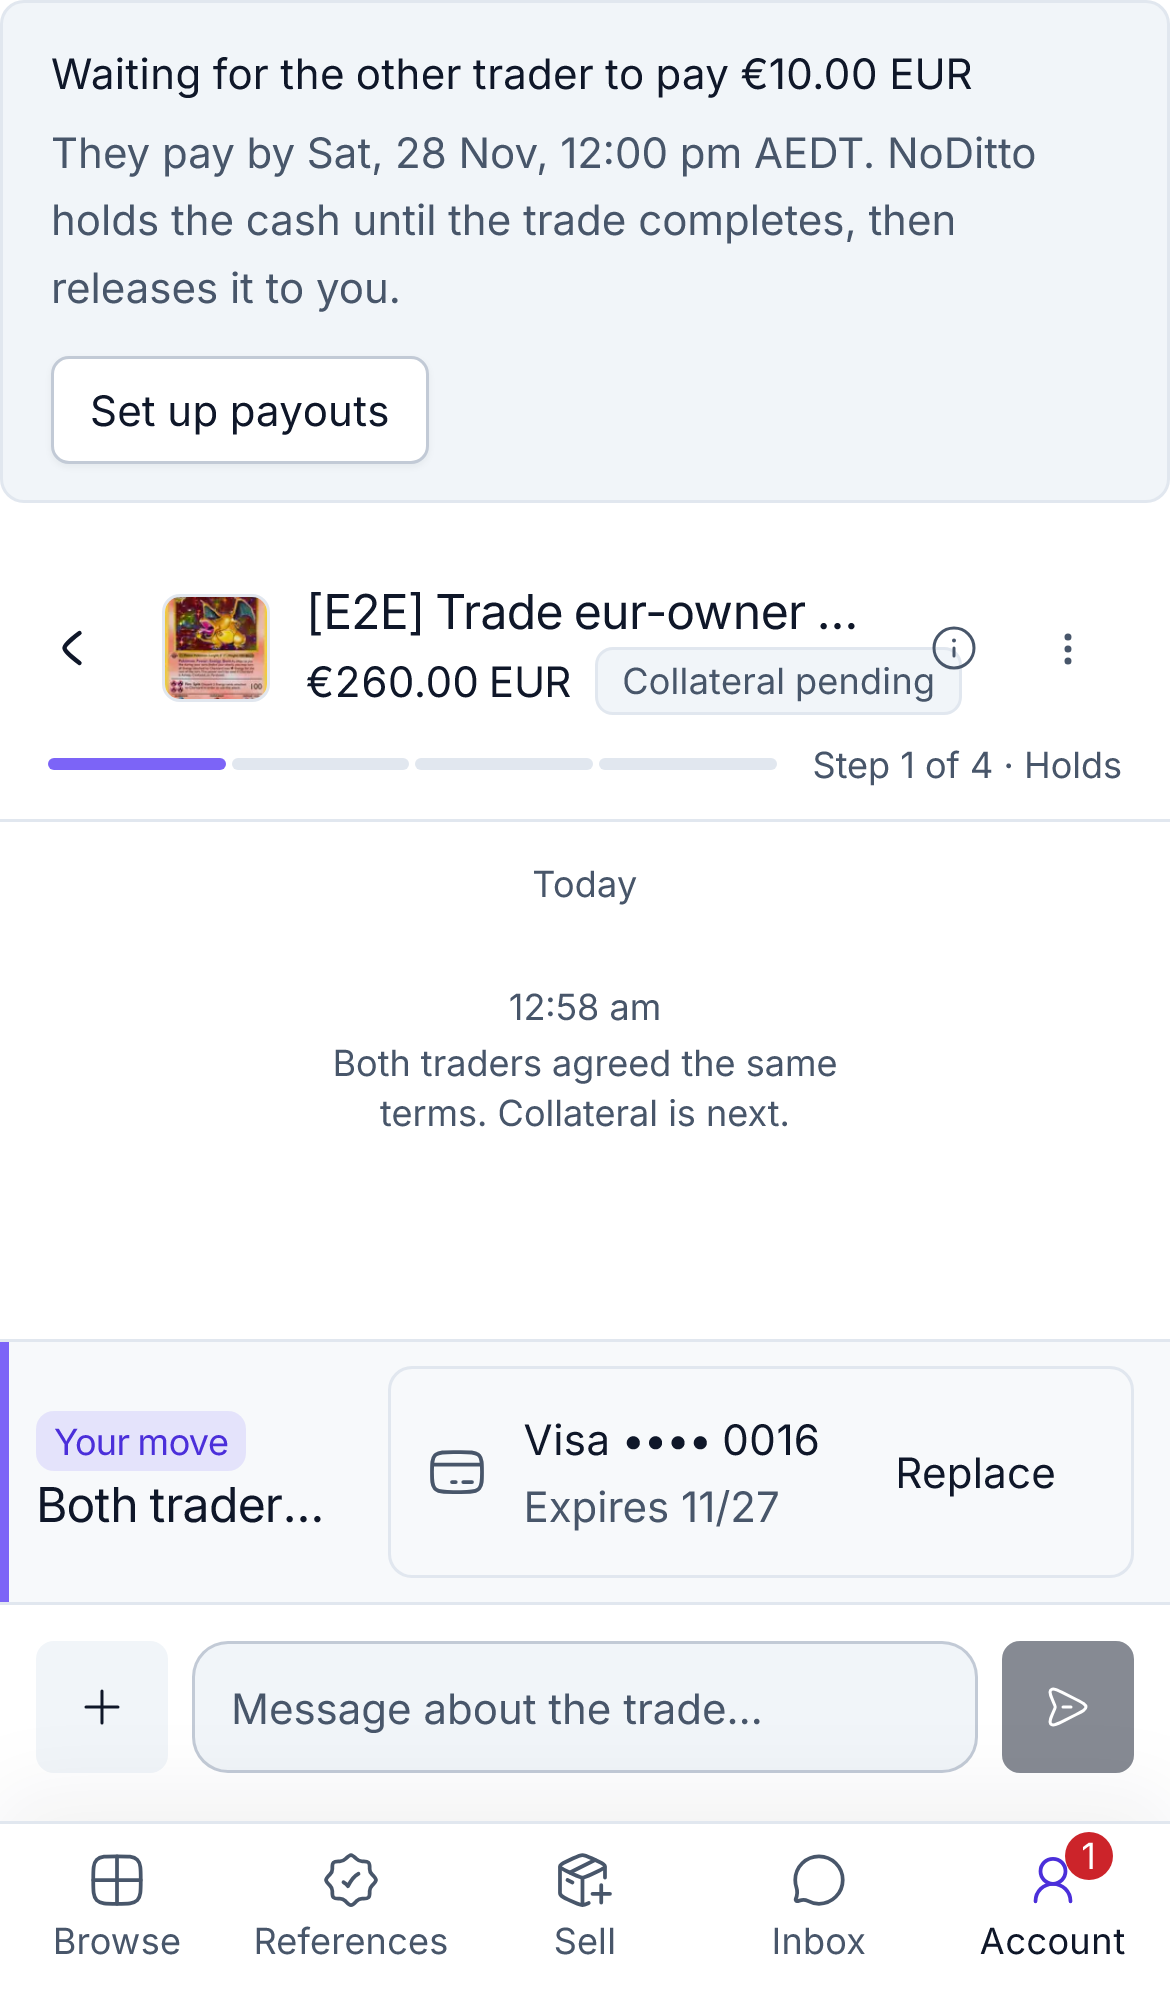 Waiting for the other trader to pay €10.00 EUR
They pay by Sat, 28 Nov, 12:00 pm AEDT. NoDitto
holds the cash until the trade completes, then
releases it to you.
Set up payouts
[E2E] Trade eur-owner ...
€260.00 EUR
Collateral pending
Step 1 of 4 · Holds
Today
12:58 am
Both traders agreed the same
terms. Collateral is next.
Your move
Both trader...
Visa •••• 0016
Expires 11/27
Replace
Message about the trade...
Browse
References
Sell
Inbox
1
Account